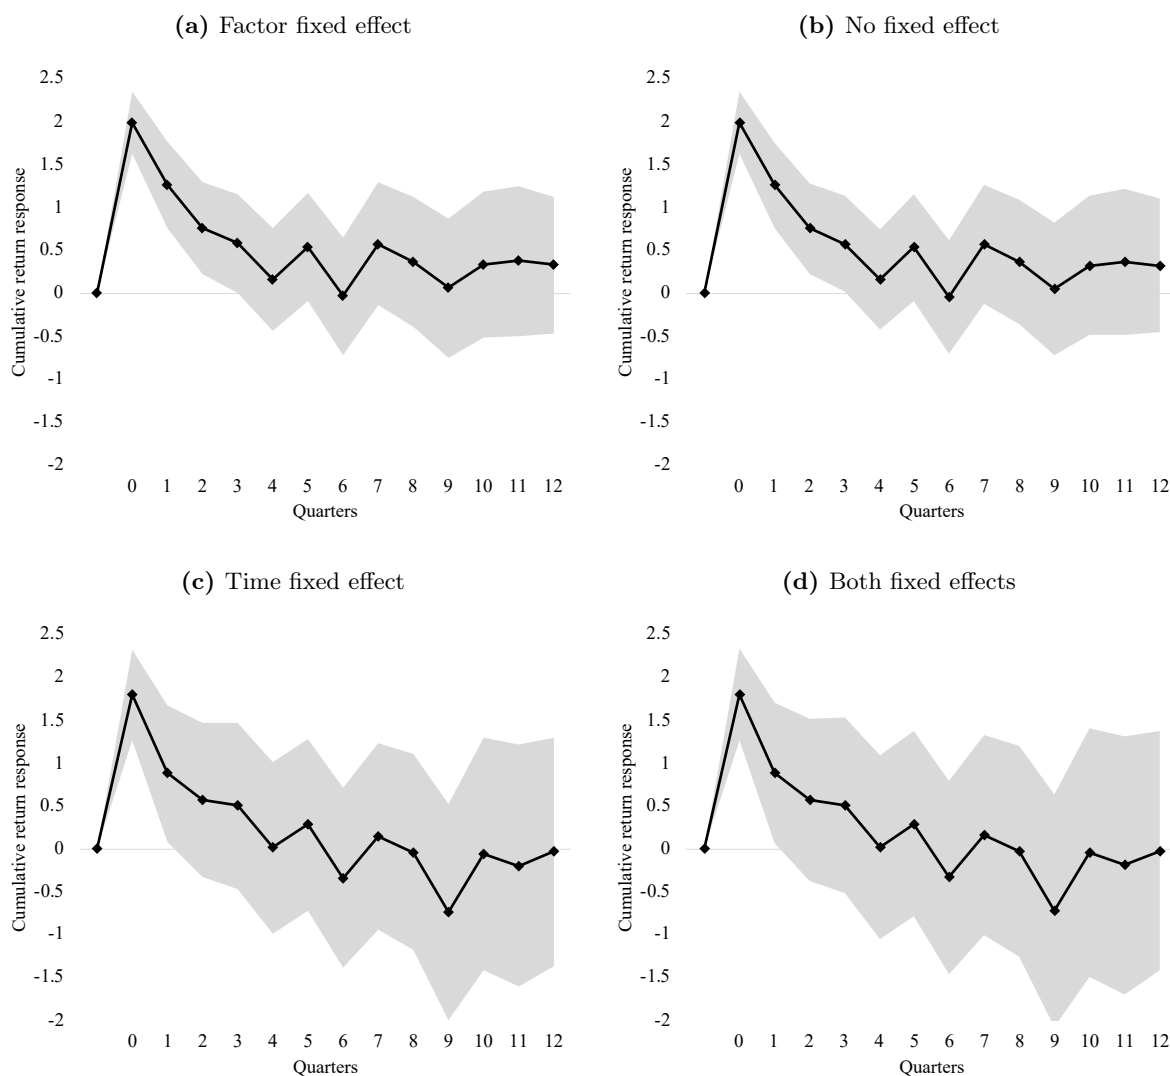 (a) Factor fixed effect
2.5
2
1.5
1
0.5
0
-0.5
-1
-1.5
-2
Cumulative return response
0 1 2 3 4 5 6 7 8 9 10 11 12
Quarters
(b) No fixed effect
2.5
2
1.5
1
0.5
0
-0.5
-1
-1.5
-2
Cumulative return response
0 1 2 3 4 5 6 7 8 9 10 11 12
Quarters
(c) Time fixed effect
2.5
2
1.5
1
0.5
0
-0.5
-1
-1.5
-2
Cumulative return response
0 1 2 3 4 5 6 7 8 9 10 11 12
Quarters
(d) Both fixed effects
2.5
2
1.5
1
0.5
0
-0.5
-1
-1.5
-2
Cumulative return response
0 1 2 3 4 5 6 7 8 9 10 11 12
Quarters